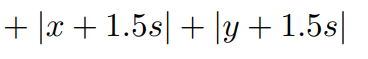 + |x + 1.5s| + |y + 1.5s|